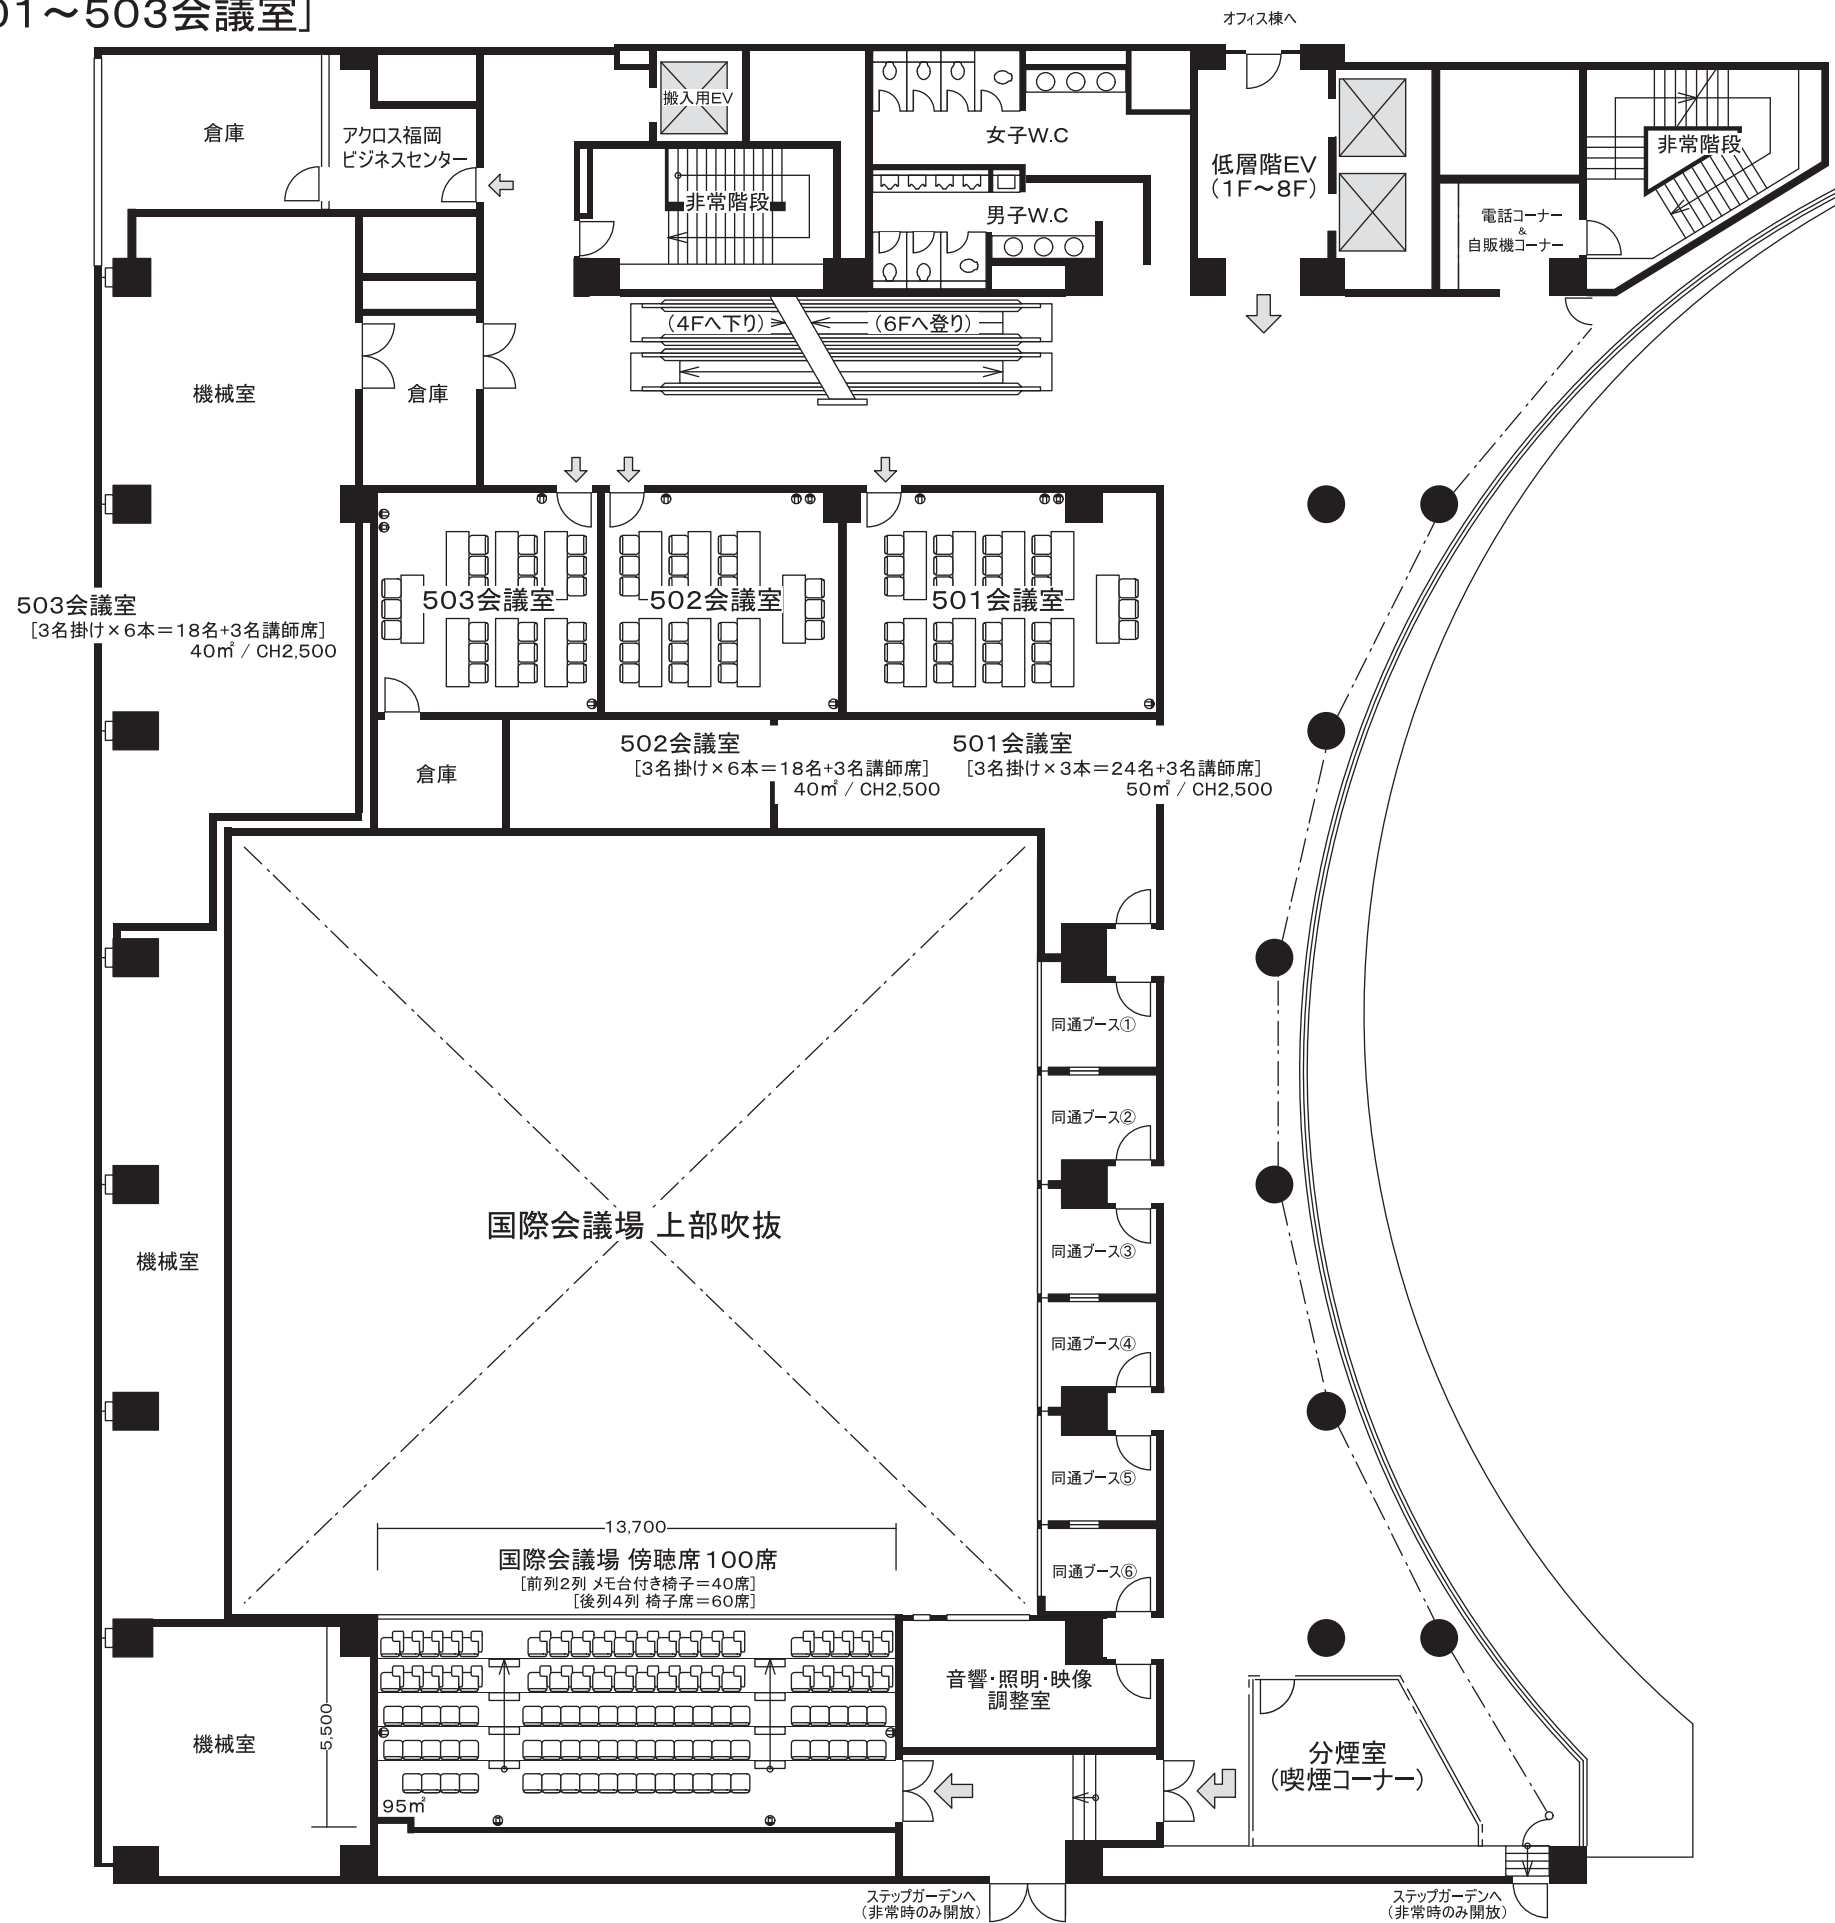 01～503会議室]
オフィス棟へ
搬入用EV
倉庫
アクロス福岡
ビジネスセンター
女子W.C
低層階EV
(1F～8F)
非常階段
非常階段
男子W.C
電話コーナー
&
自販機コーナー
(4Fへ下り)
(6Fへ登り)
機械室
倉庫
503会議室
502会議室
501会議室
503会議室
[3名掛け×6本＝18名+3名講師席]
40㎡ / CH2,500
502会議室
[3名掛け×6本＝18名+3名講師席]
40㎡ / CH2,500
501会議室
[3名掛け×3本＝24名+3名講師席]
50㎡ / CH2,500
倉庫
同通ブース①
同通ブース②
国際会議場 上部吹抜
機械室
同通ブース③
同通ブース④
同通ブース⑤
13,700
国際会議場 傍聴席100席
[前列2列 メモ台付き椅子＝40席]
[後列4列 椅子席＝60席]
同通ブース⑥
音響・照明・映像
調整室
機械室
5,500
分煙室
(喫煙コーナー)
95㎡
ステップガーデンへ
(非常時のみ開放)
ステップガーデンへ
(非常時のみ開放)